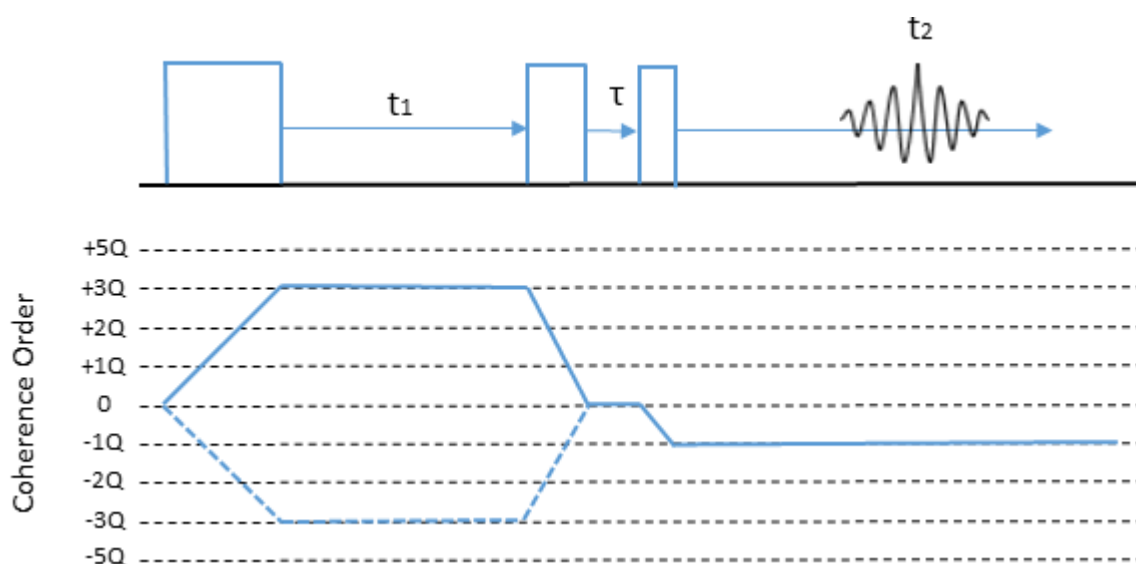 t2
t1
τ
+5Q
+3Q
+2Q
+1Q
0
-1Q
-2Q
-3Q
-5Q
Coherence Order